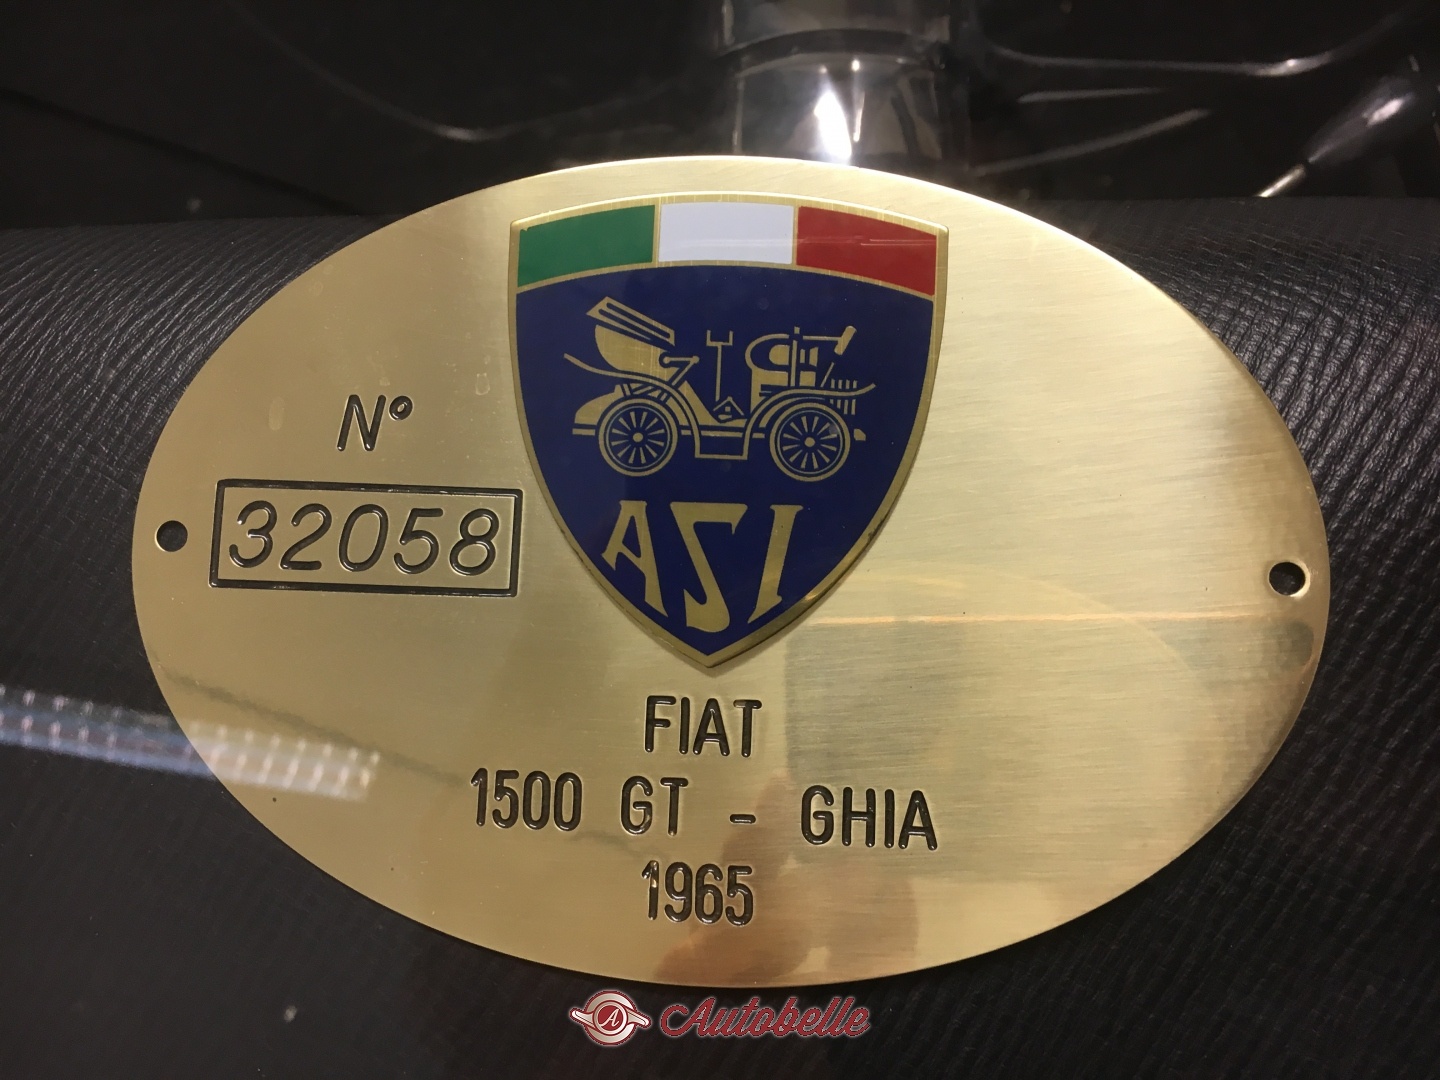 ASI
N°
32058
FIAT
1500 GT - GHIA
1965
A Autobelle